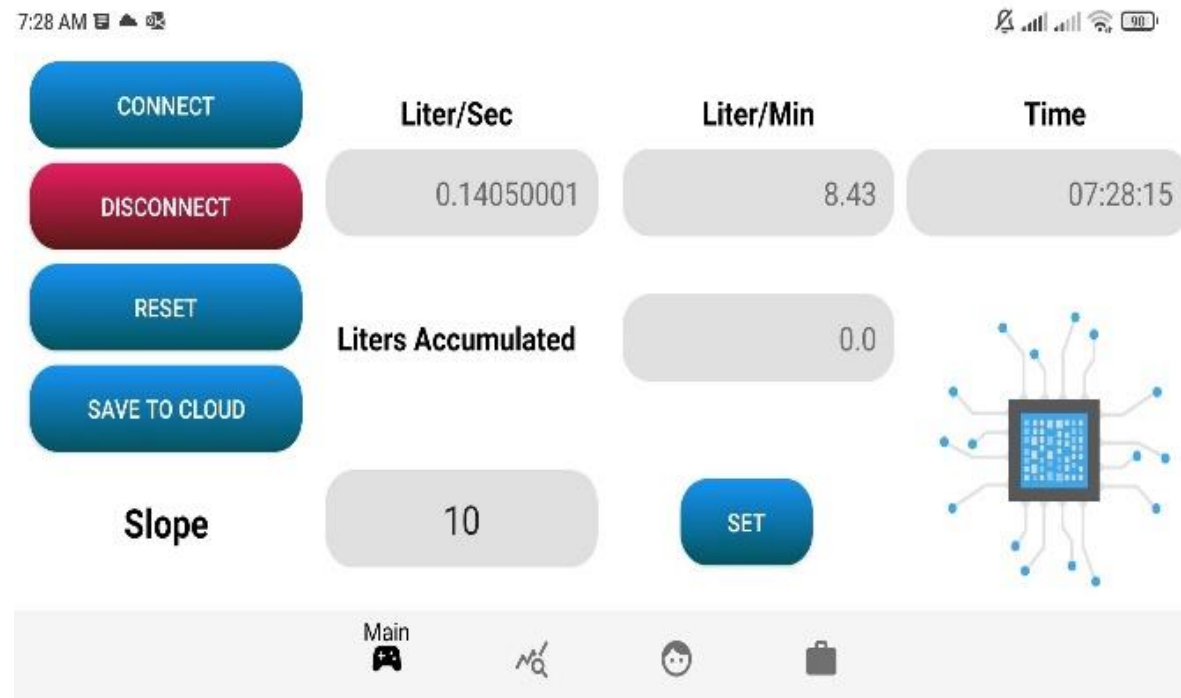 7:28 AM
90
CONNECT
Liter/Sec
Liter/Min
Time
DISCONNECT
0.14050001
8.43
07:28:15
RESET
Liters Accumulated
0.0
SAVE TO CLOUD
Slope
10
SET
Main